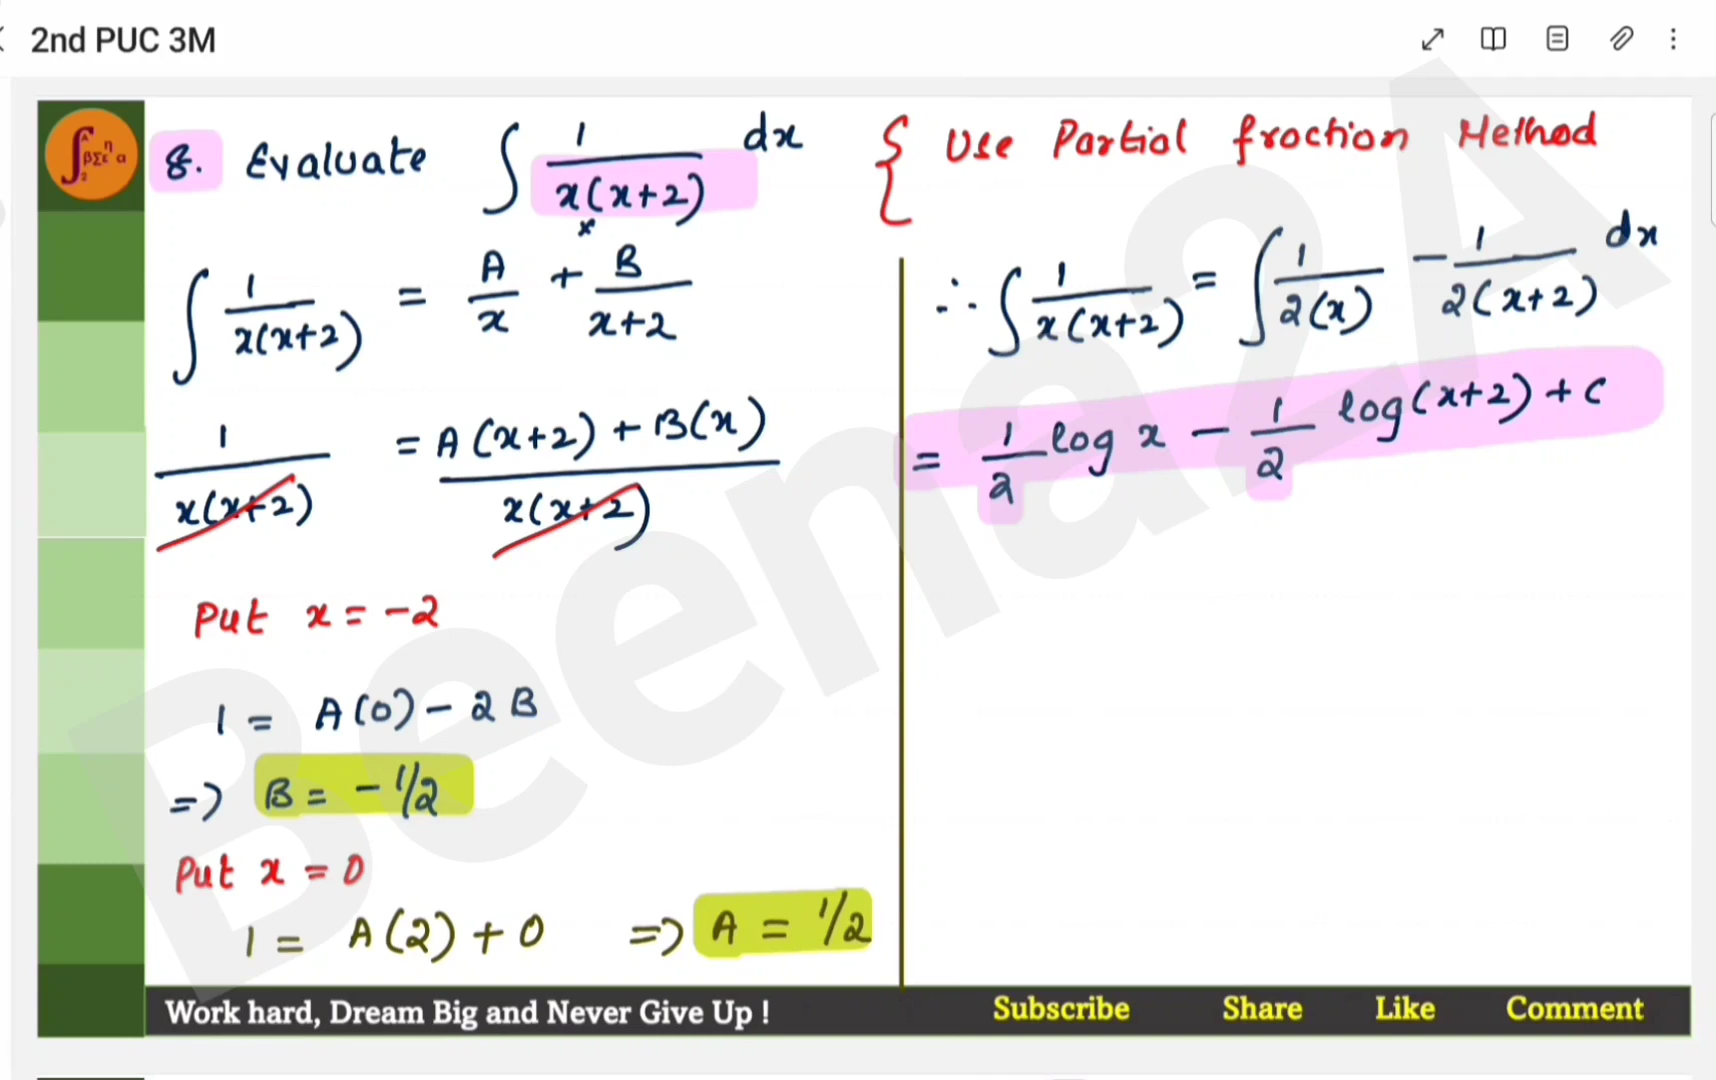 2nd PUC 3M
8. Evaluate ∫ 1/x(x+2) dx { Use Partial fraction Method
∫ 1/x(x+2) = A/x + B/x+2
1/x(x+2) = A(x+2) + B(x)/x(x+2)
Put x = -2
1 = A(0) - 2B
=> B = -1/2
Put x = 0
1 = A(2) + 0 => A = 1/2
∴ ∫ 1/x(x+2) = ∫ 1/2(x) - 1/2(x+2) dx
= 1/2 log x - 1/2 log(x+2) + C
Work hard, Dream Big and Never Give Up !
Subscribe Share Like Comment
Beena2A